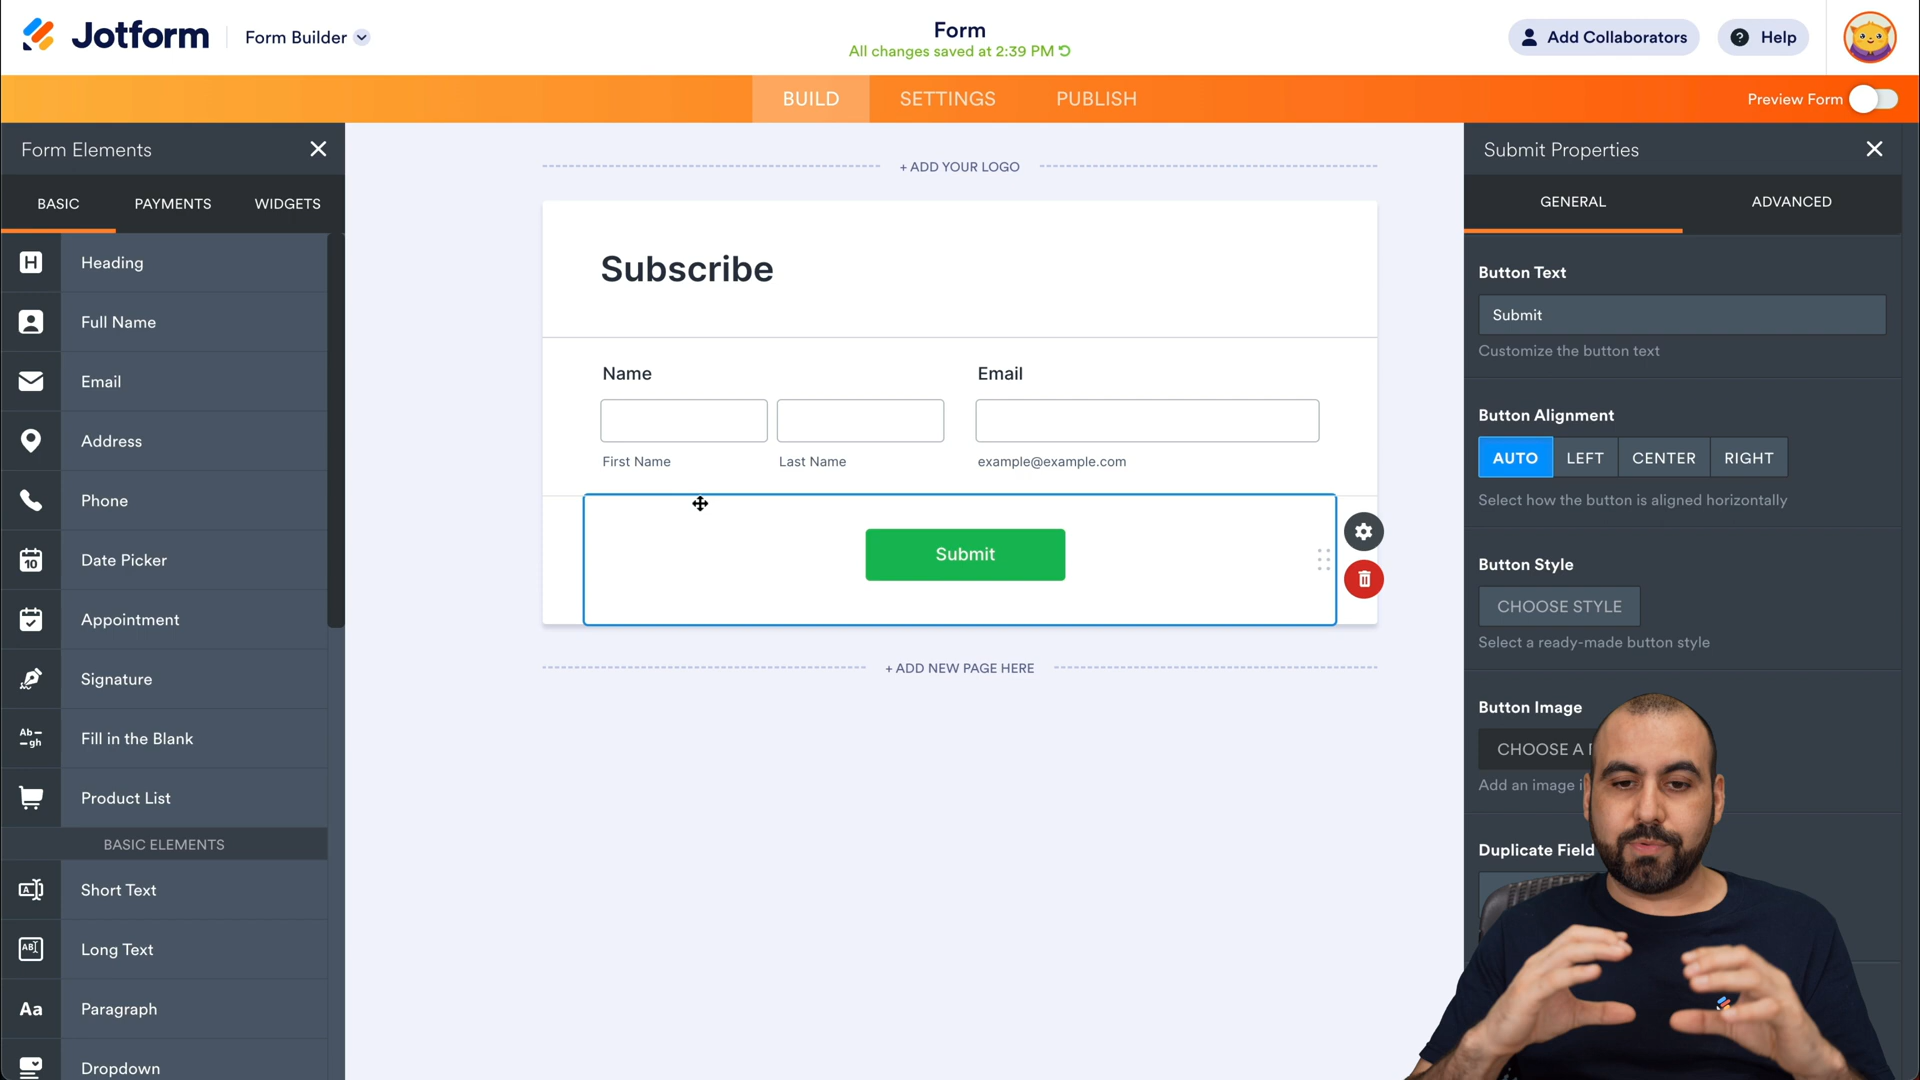 Jotform
Form Builder
Form
All changes saved at 2:39 PM
Add Collaborators
? Help
BUILD
SETTINGS
PUBLISH
Preview Form
Form Elements
BASIC
PAYMENTS
WIDGETS
H Heading
Full Name
Email
Address
Phone
10 Date Picker
Appointment
Signature
Ab
gh
Fill in the Blank
Product List
BASIC ELEMENTS
A Short Text
AB Long Text
Aa Paragraph
Dropdown
+ ADD YOUR LOGO
Subscribe
Name
Email
First Name
Last Name
example@example.com
Submit
+ ADD NEW PAGE HERE
Submit Properties
GENERAL
ADVANCED
Button Text
Submit
Customize the button text
Button Alignment
AUTO
LEFT
CENTER
RIGHT
Select how the button is aligned horizontally
Button Style
CHOOSE STYLE
Select a ready-made button style
Button Image
CHOOSE A
Add an image
Duplicate Field